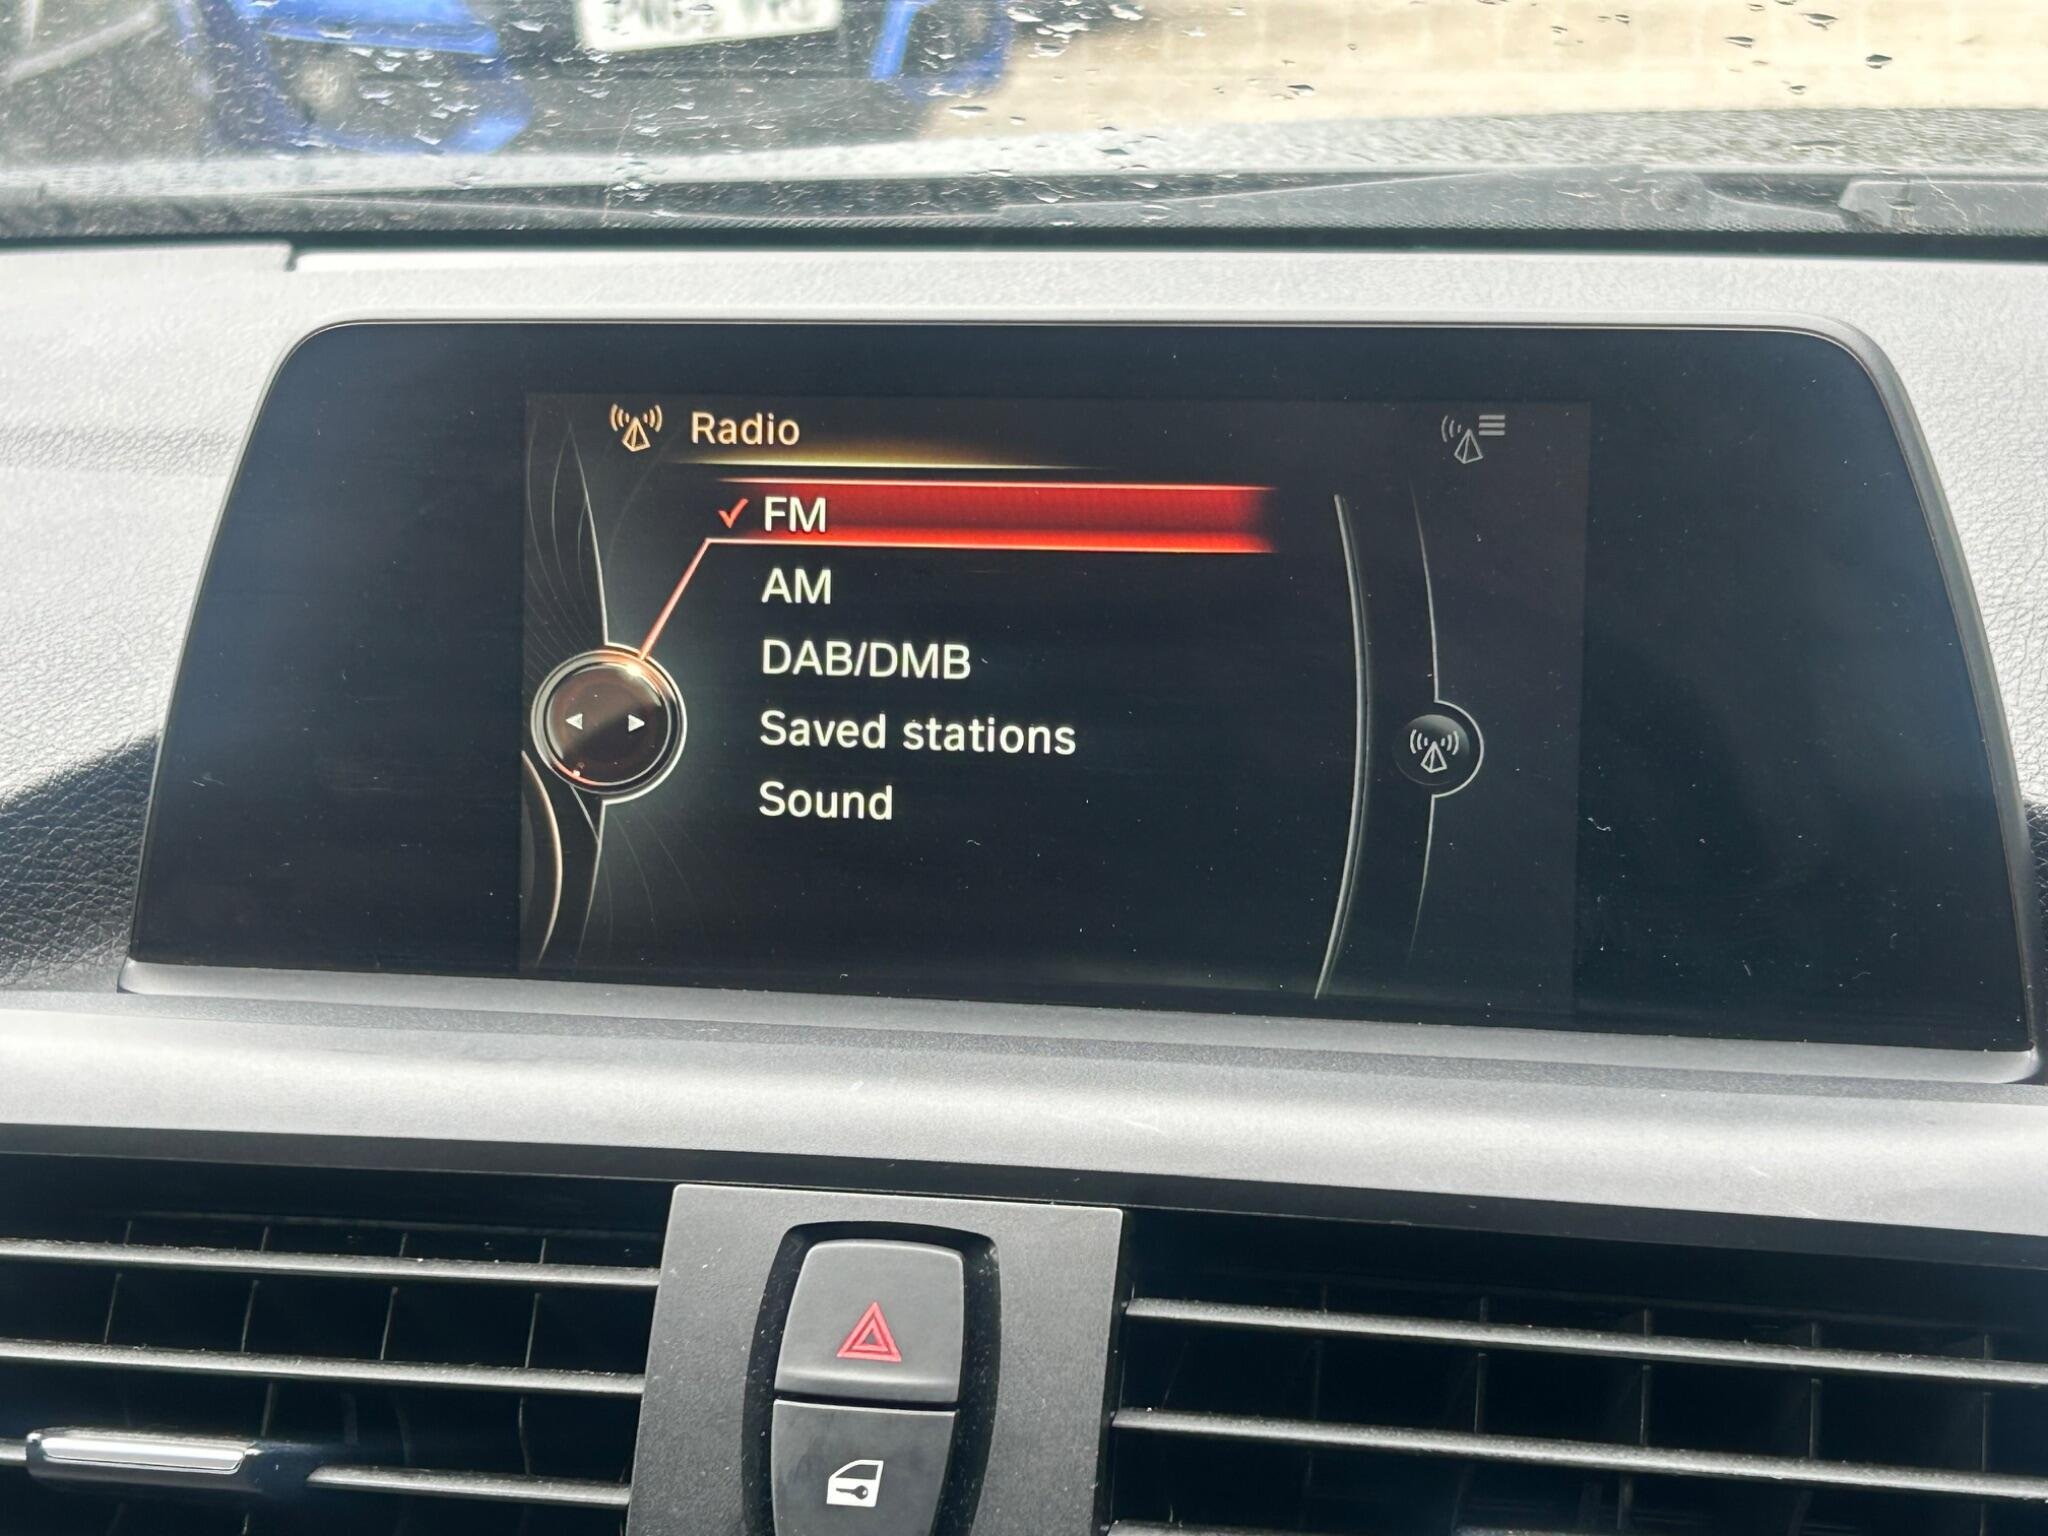 Radio
FM
AM
DAB/DMB
Saved stations
Sound